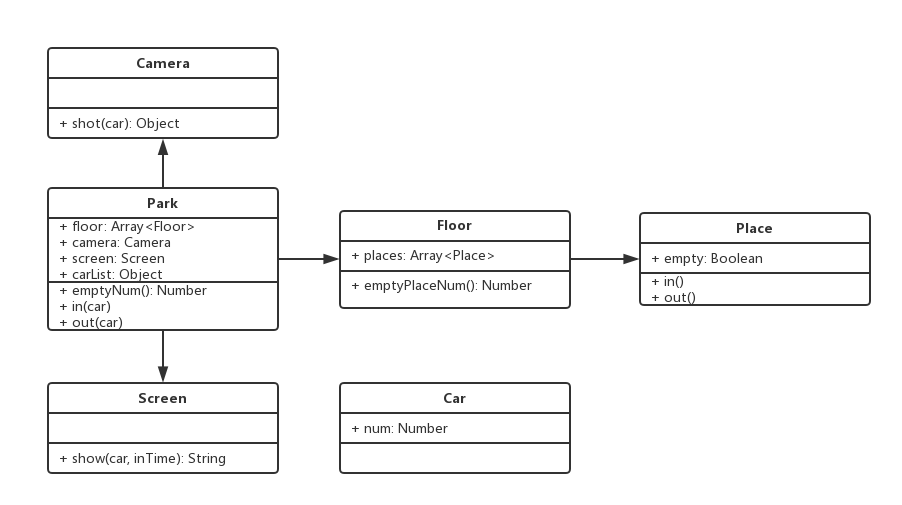 Camera
+ shot(car): Object
Park
+ floor: Array<Floor>
+ camera: Camera
+ screen: Screen
+ carList: Object
+ emptyNum(): Number
+ in(car)
+ out(car)
Floor
+ places: Array<Place>
+ emptyPlaceNum(): Number
Place
+ empty: Boolean
+ in()
+ out()
Screen
+ show(car, inTime): String
Car
+ num: Number